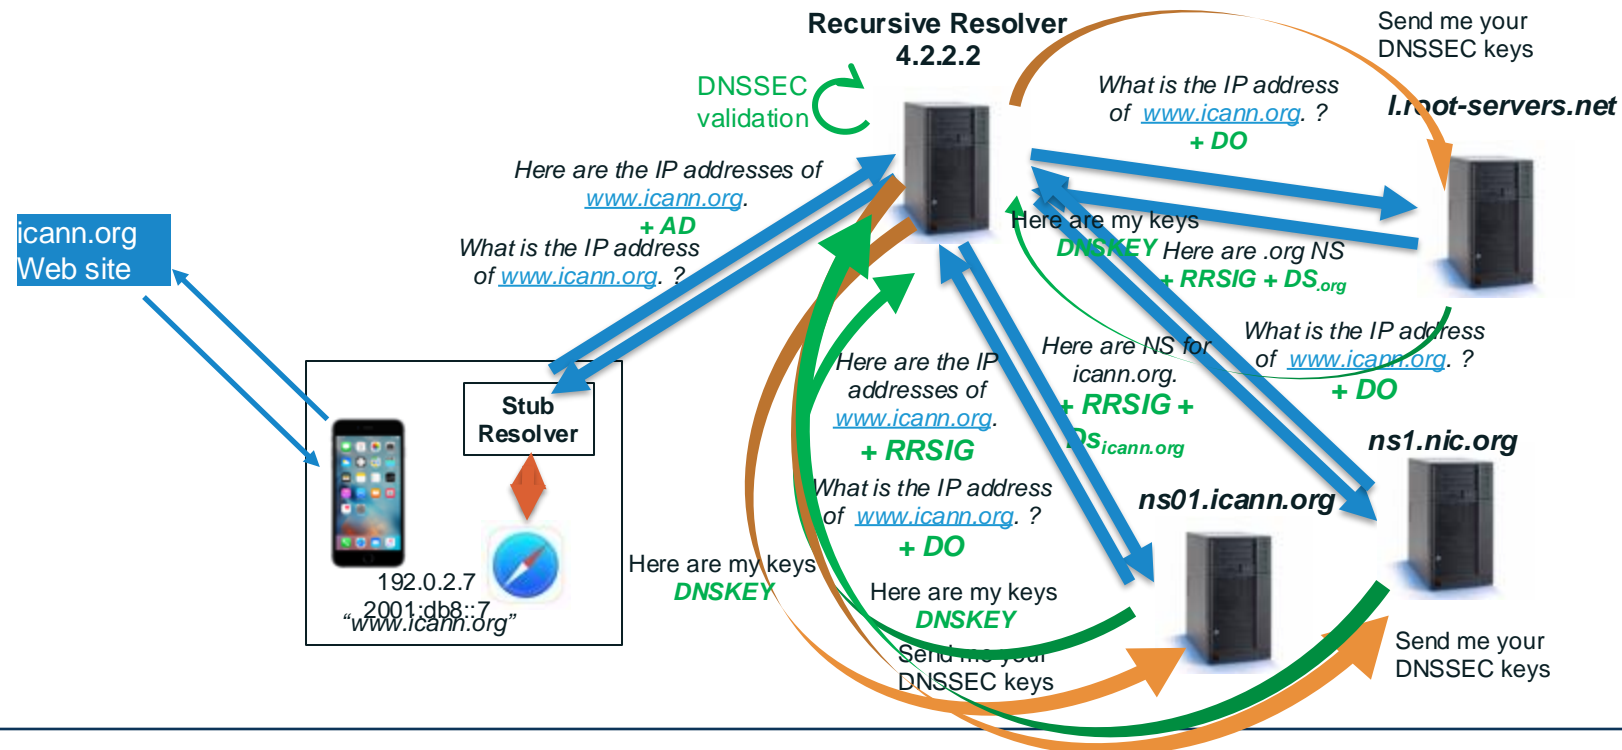 Recursive Resolver
4.2.2.2
Send me your
DNSSEC keys
DNSSEC
validation
What is the IP address
of www.icann.org. ?
+ DO
l.root-servers.net
Here are the IP addresses of
www.icann.org.
+ AD
What is the IP address
of www.icann.org. ?
icann.org
Web site
Here are my keys
DNSKEY
Here are .org NS
+ RRSIG + DS.org
What is the IP address
of www.icann.org. ?
+ DO
Here are NS for
icann.org.
+ RRSIG +
Dsicann.org
Here are the IP
addresses of
www.icann.org.
+ RRSIG
What is the IP address
of www.icann.org. ?
+ DO
Stub
Resolver
ns1.nic.org
ns01.icann.org
192.0.2.7
2001:db8::7
“www.icann.org”
Here are my keys
DNSKEY
Here are my keys
DNSKEY
Send me your
DNSSEC keys
Send me your
DNSSEC keys